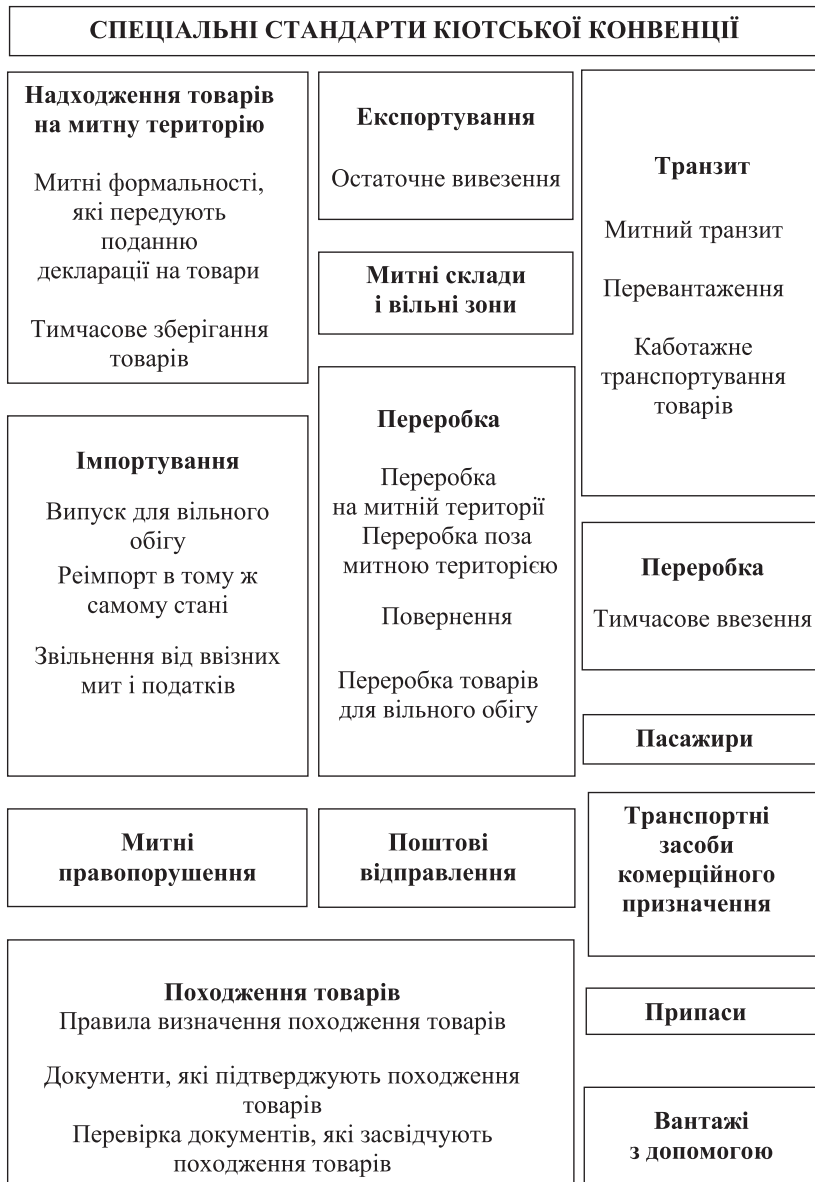 СПЕЦІАЛЬНІ СТАНДАРТИ КІОТСЬКОЇ КОНВЕНЦІЇ
Надходження товарів
на митну територію
Митні формальності,
які передують
поданню
декларації на товари
Тимчасове зберігання
товарів
Експортування
Остаточне вивезення
Транзит
Митний транзит
Перевантаження
Каботажне
транспортування
товарів
Митні склади
і вільні зони
Імпортування
Випуск для вільного
обігу
Реімпорт в тому ж
самому стані
Звільнення від ввізних
мит і податків
Переробка
Переробка
на митній території
Переробка поза
митною територією
Повернення
Переробка товарів
для вільного обігу
Переробка
Тимчасове ввезення
Пасажири
Митні
правопорушення
Поштові
відправлення
Транспортні
засоби
комерційного
призначення
Походження товарів
Правила визначення походження товарів
Документи, які підтверджують походження
товарів
Перевірка документів, які засвідчують
походження товарів
Припаси
Вантажі
з допомогою